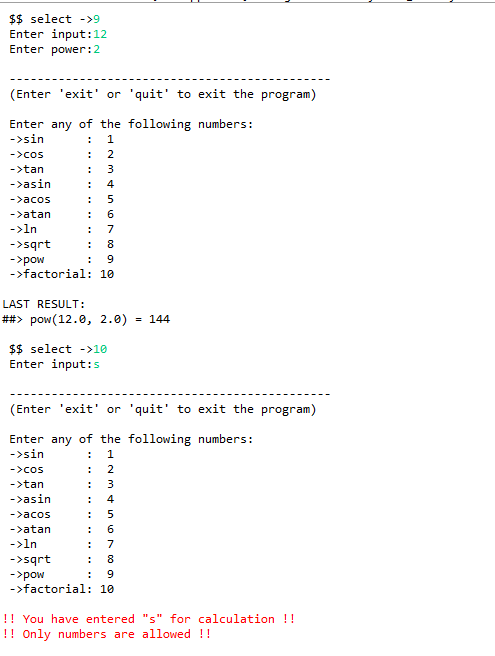 $$ select ->9
Enter input:12
Enter power:2
-----------------------------------------------
(Enter 'exit' or 'quit' to exit the program)
Enter any of the following numbers:
->sin      :  1
->cos      :  2
->tan      :  3
->asin     :  4
->acos     :  5
->atan     :  6
->ln       :  7
->sqrt     :  8
->pow      :  9
->factorial: 10
LAST RESULT:
##> pow(12.0, 2.0) = 144
$$ select ->10
Enter input:s
-----------------------------------------------
(Enter 'exit' or 'quit' to exit the program)
Enter any of the following numbers:
->sin      :  1
->cos      :  2
->tan      :  3
->asin     :  4
->acos     :  5
->atan     :  6
->ln       :  7
->sqrt     :  8
->pow      :  9
->factorial: 10
!! You have entered "s" for calculation !!
!! Only numbers are allowed !!